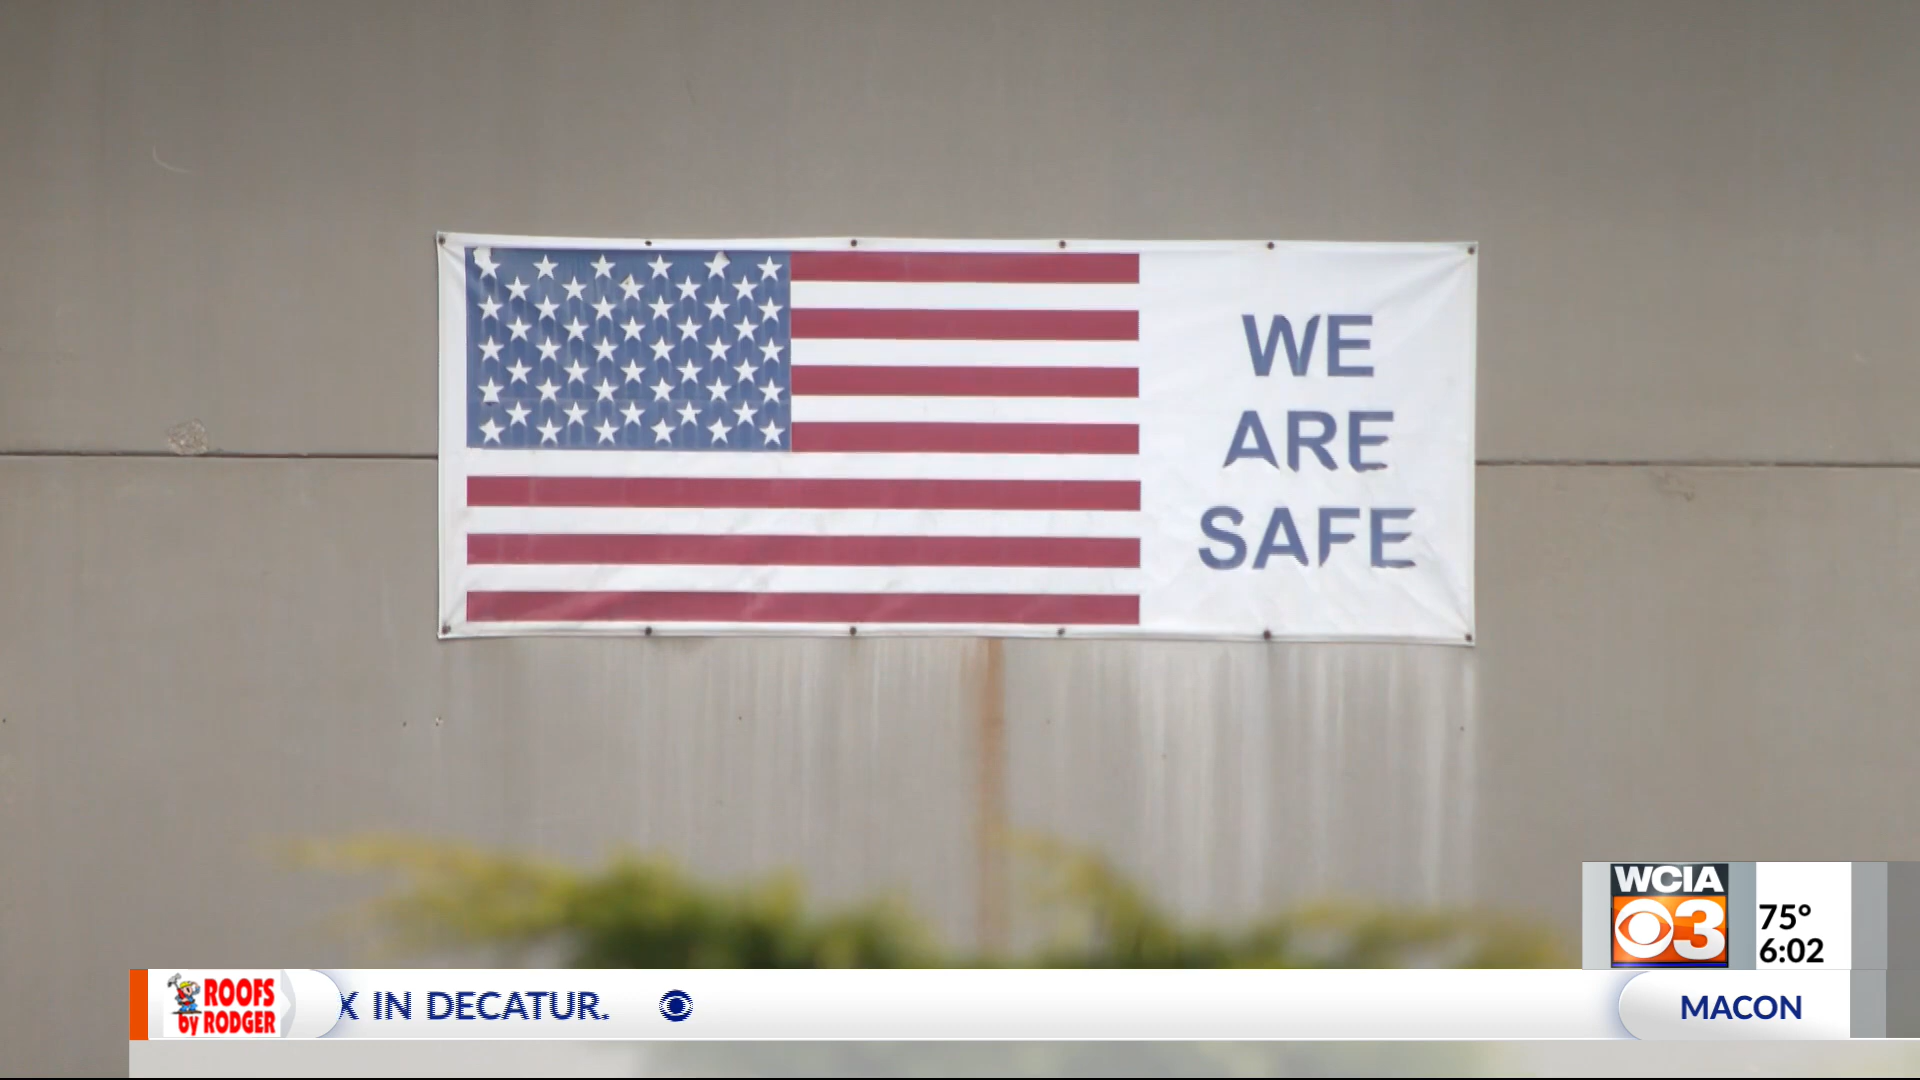 WE
ARE
SAFE
WCIA
3
75°
6:02
ROOFS
by RODGER
X IN DECATUR.
MACON